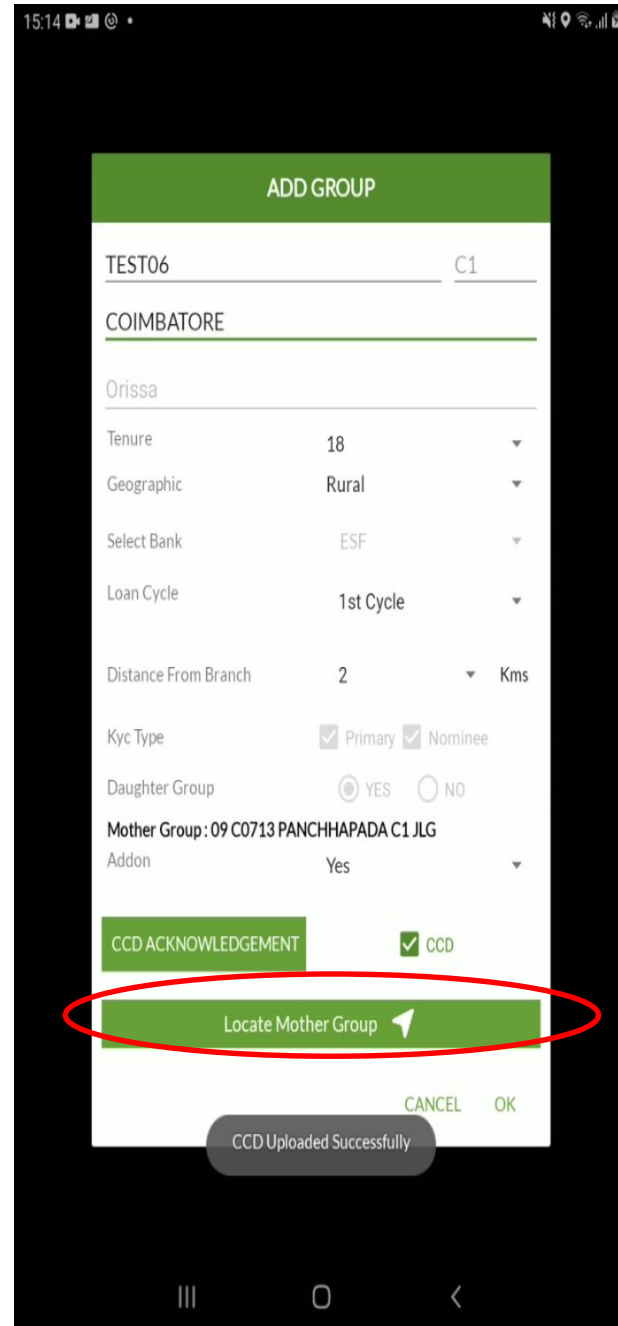 15:14
ADD GROUP
TEST06 C1
COIMBATORE
Orissa
Tenure 18
Geographic Rural
Select Bank ESF
Loan Cycle 1st Cycle
Distance From Branch 2 Kms
Kyc Type Primary Nominee
Daughter Group YES NO
Mother Group : 09 C0713 PANCHHAPADA C1 JLG
Addon Yes
CCD ACKNOWLEDGEMENT CCD
Locate Mother Group
CANCEL OK
CCD Uploaded Successfully